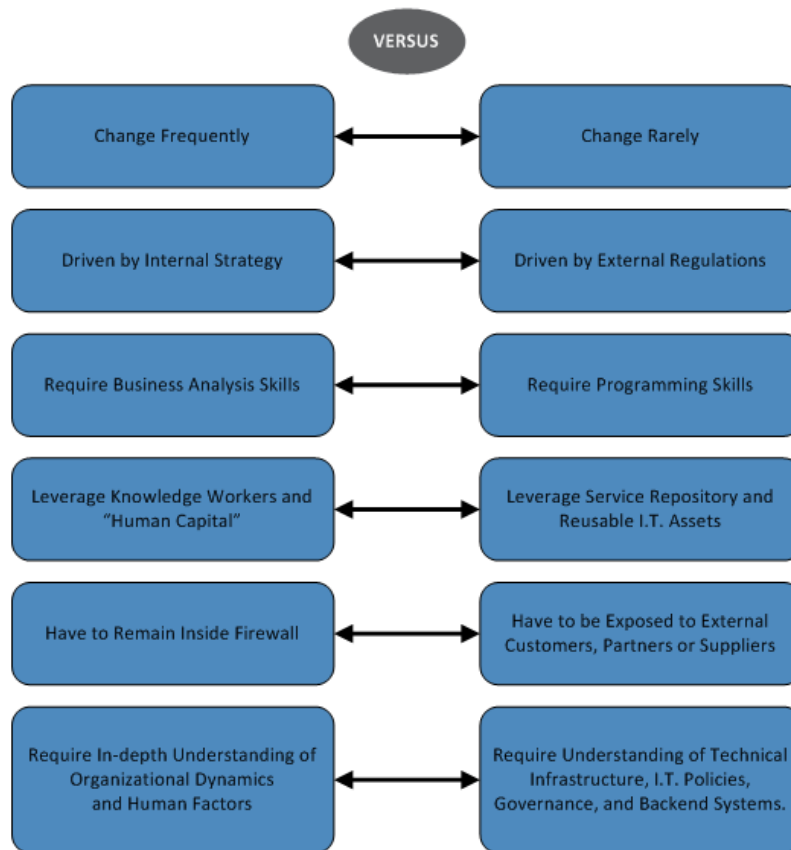 VERSUS
Change Frequently
Change Rarely
Driven by Internal Strategy
Driven by External Regulations
Require Business Analysis Skills
Require Programming Skills
Leverage Knowledge Workers and
“Human Capital”
Leverage Service Repository and
Reusable I.T. Assets
Have to Remain Inside Firewall
Have to be Exposed to External
Customers, Partners or Suppliers
Require In-depth Understanding of
Organizational Dynamics
and Human Factors
Require Understanding of Technical
Infrastructure, I.T. Policies,
Governance, and Backend Systems.